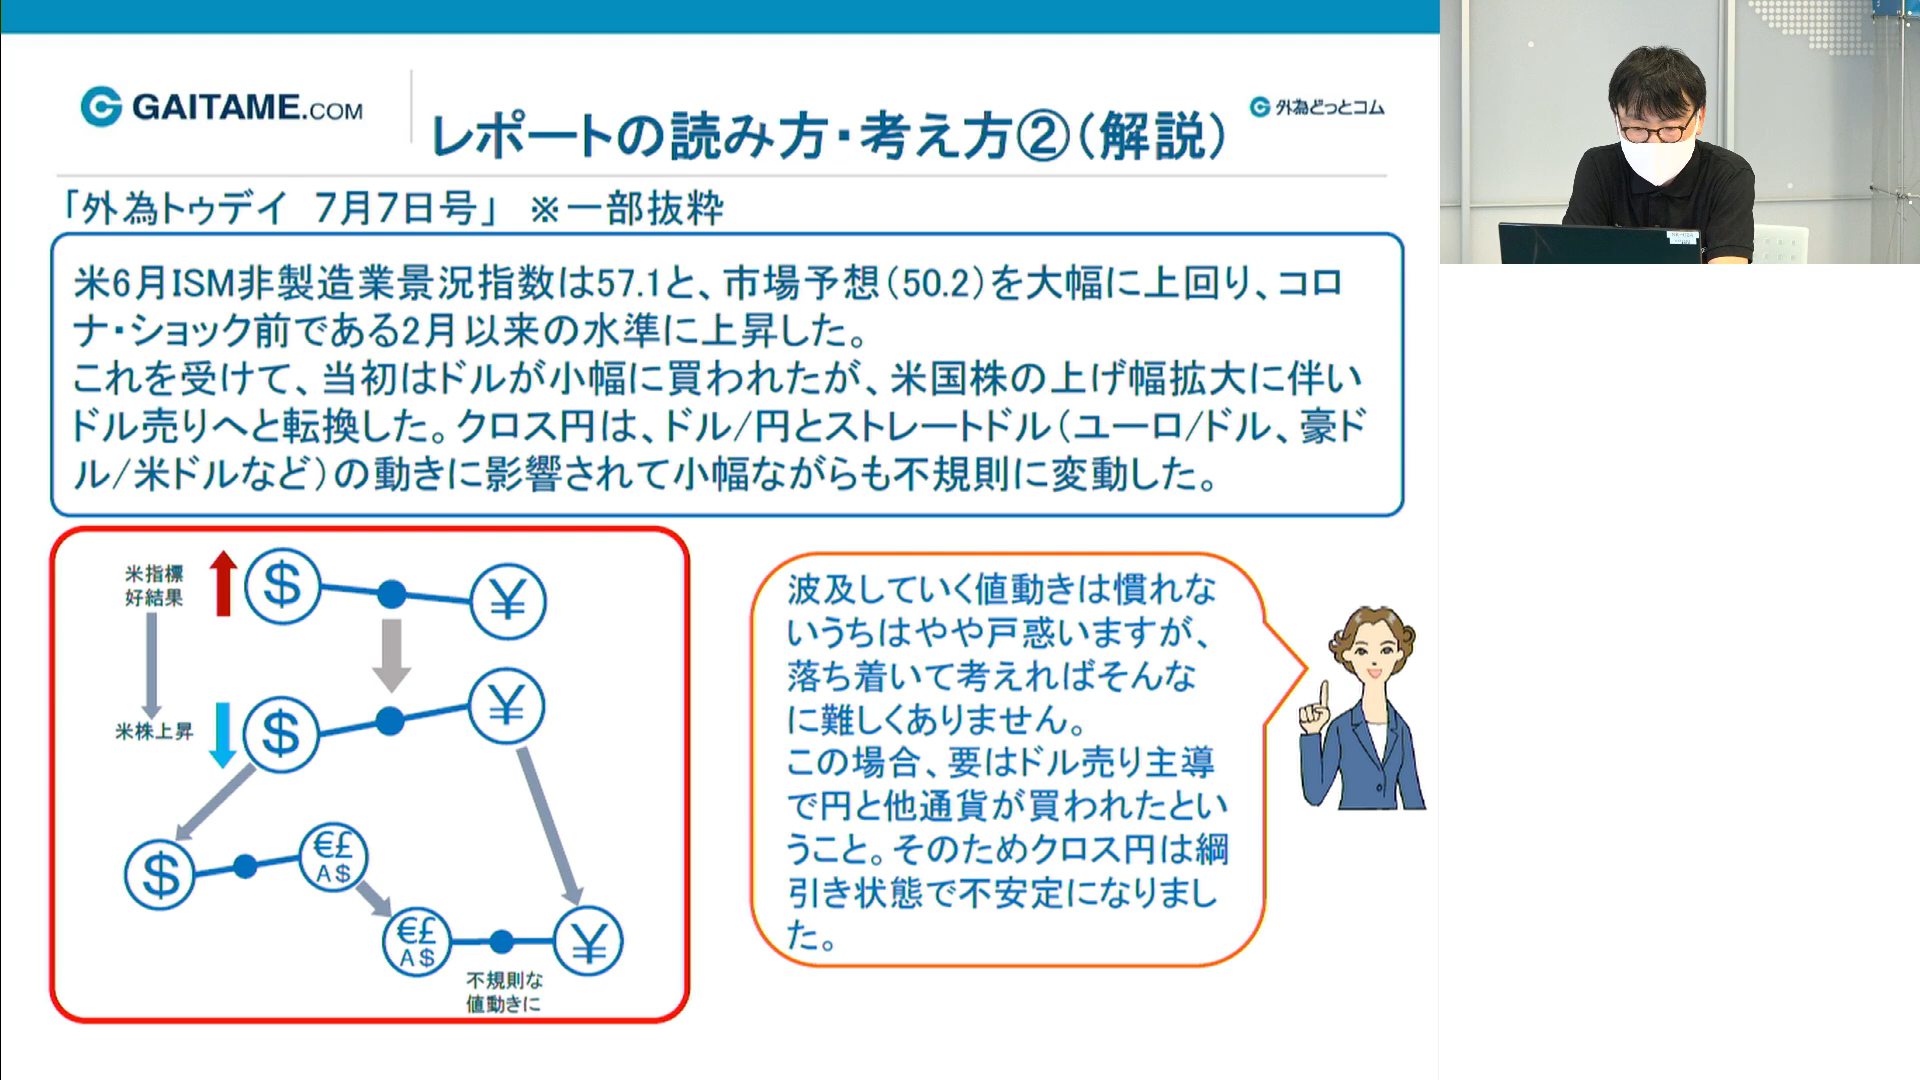 GAITAME.COM
レポートの読み方・考え方②（解説）
外為どっとコム
「外為トゥデイ 7月7日号」 ※一部抜粋
米6月ISM非製造業景況指数は57.1と、市場予想（50.2）を大幅に上回り、コロ
ナ・ショック前である2月以来の水準に上昇した。
これを受けて、当初はドルが小幅に買われたが、米国株の上げ幅拡大に伴い
ドル売りへと転換した。クロス円は、ドル/円とストレートドル（ユーロ/ドル、豪ド
ル/米ドルなど）の動きに影響されて小幅ながらも不規則に変動した。
米指標
好結果
$
¥
米株上昇
$
¥
$
€£
A$
€£
A$
¥
不規則な
値動きに
波及していく値動きは慣れな
いうちはやや戸惑いますが、
落ち着いて考えればそんな
に難しくありません。
この場合、要はドル売り主導
で円と他通貨が買われたとい
うこと。そのためクロス円は綱
引き状態で不安定になりまし
た。